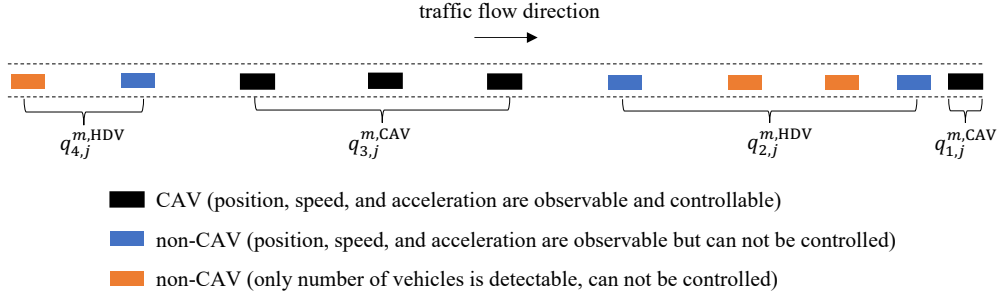 traffic flow direction
q_{4,j}^{m,HDV} q_{3,j}^{m,CAV} q_{2,j}^{m,HDV} q_{1,j}^{m,CAV}
CAV (position, speed, and acceleration are observable and controllable)
non-CAV (position, speed, and acceleration are observable but can not be controlled)
non-CAV (only number of vehicles is detectable, can not be controlled)